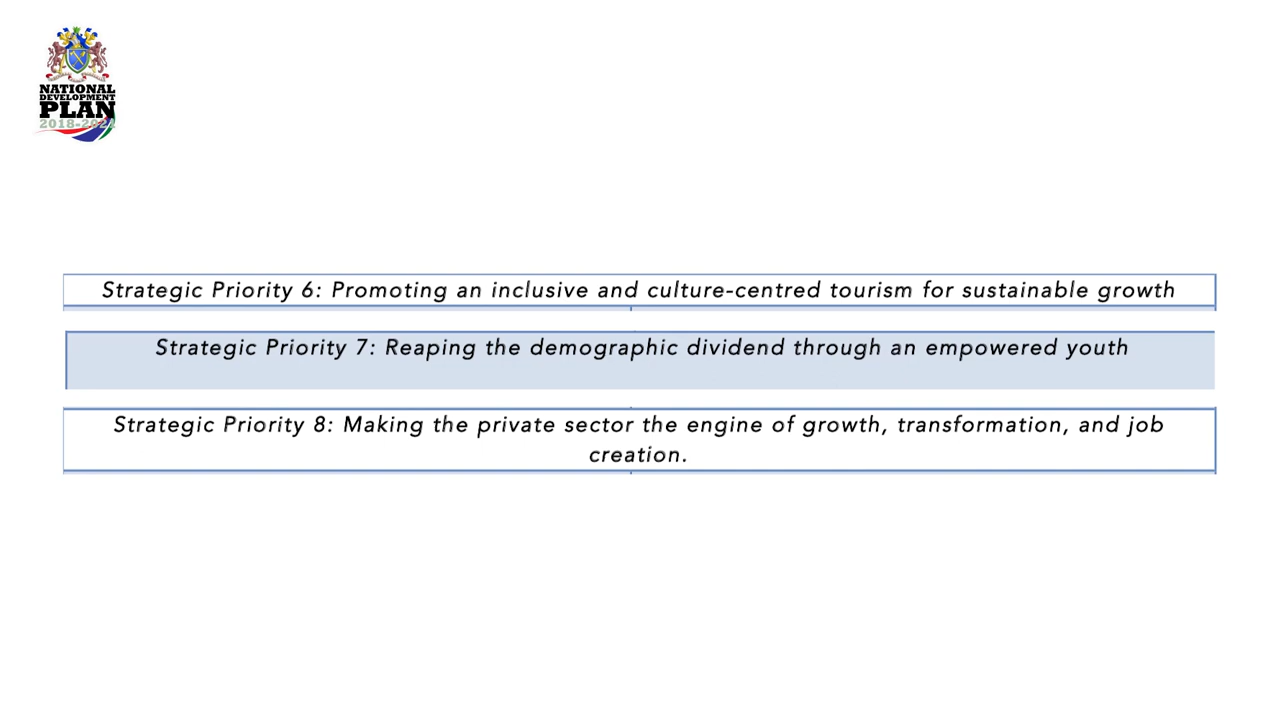 NATIONAL
DEVELOPMENT
PLAN
2018-2021
Strategic Priority 6: Promoting an inclusive and culture-centred tourism for sustainable growth
Strategic Priority 7: Reaping the demographic dividend through an empowered youth
Strategic Priority 8: Making the private sector the engine of growth, transformation, and job
creation.